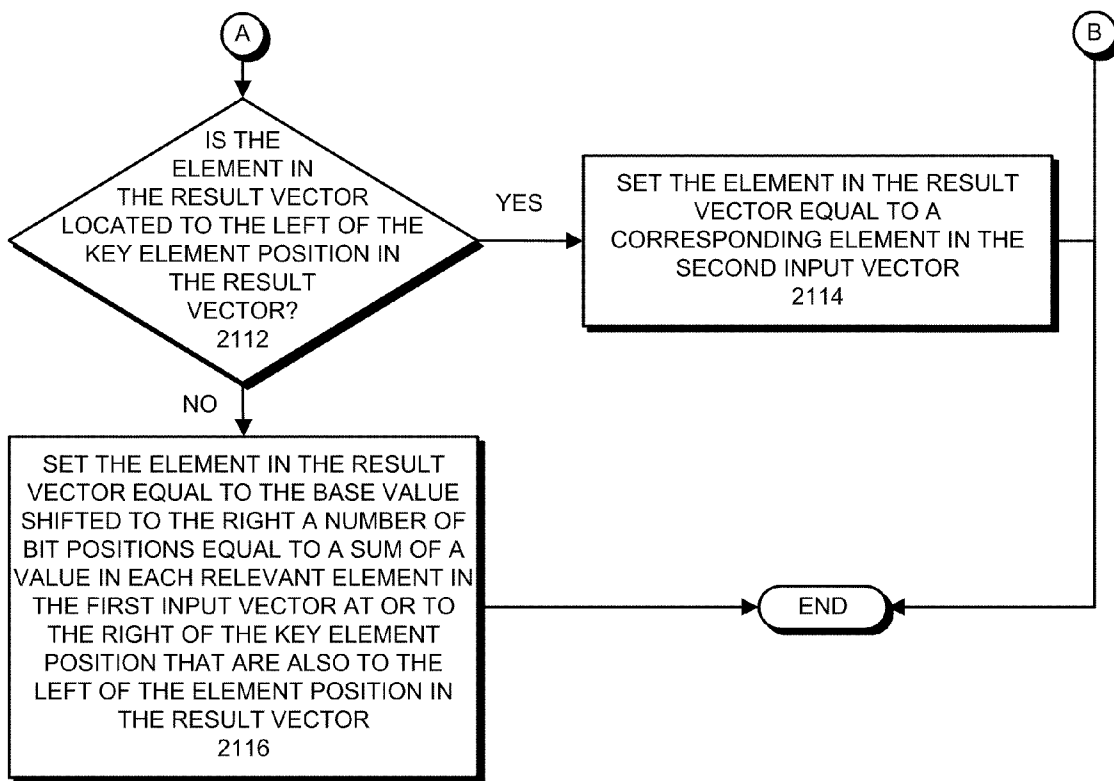 A
B
IS THE
ELEMENT IN
THE RESULT VECTOR
LOCATED TO THE LEFT OF THE
KEY ELEMENT POSITION IN
THE RESULT
VECTOR?
2112
YES
SET THE ELEMENT IN THE RESULT
VECTOR EQUAL TO A
CORRESPONDING ELEMENT IN THE
SECOND INPUT VECTOR
2114
NO
SET THE ELEMENT IN THE RESULT
VECTOR EQUAL TO THE BASE VALUE
SHIFTED TO THE RIGHT A NUMBER OF
BIT POSITIONS EQUAL TO A SUM OF A
VALUE IN EACH RELEVANT ELEMENT IN
THE FIRST INPUT VECTOR AT OR TO
THE RIGHT OF THE KEY ELEMENT
POSITION THAT ARE ALSO TO THE
LEFT OF THE ELEMENT POSITION IN
THE RESULT VECTOR
2116
END